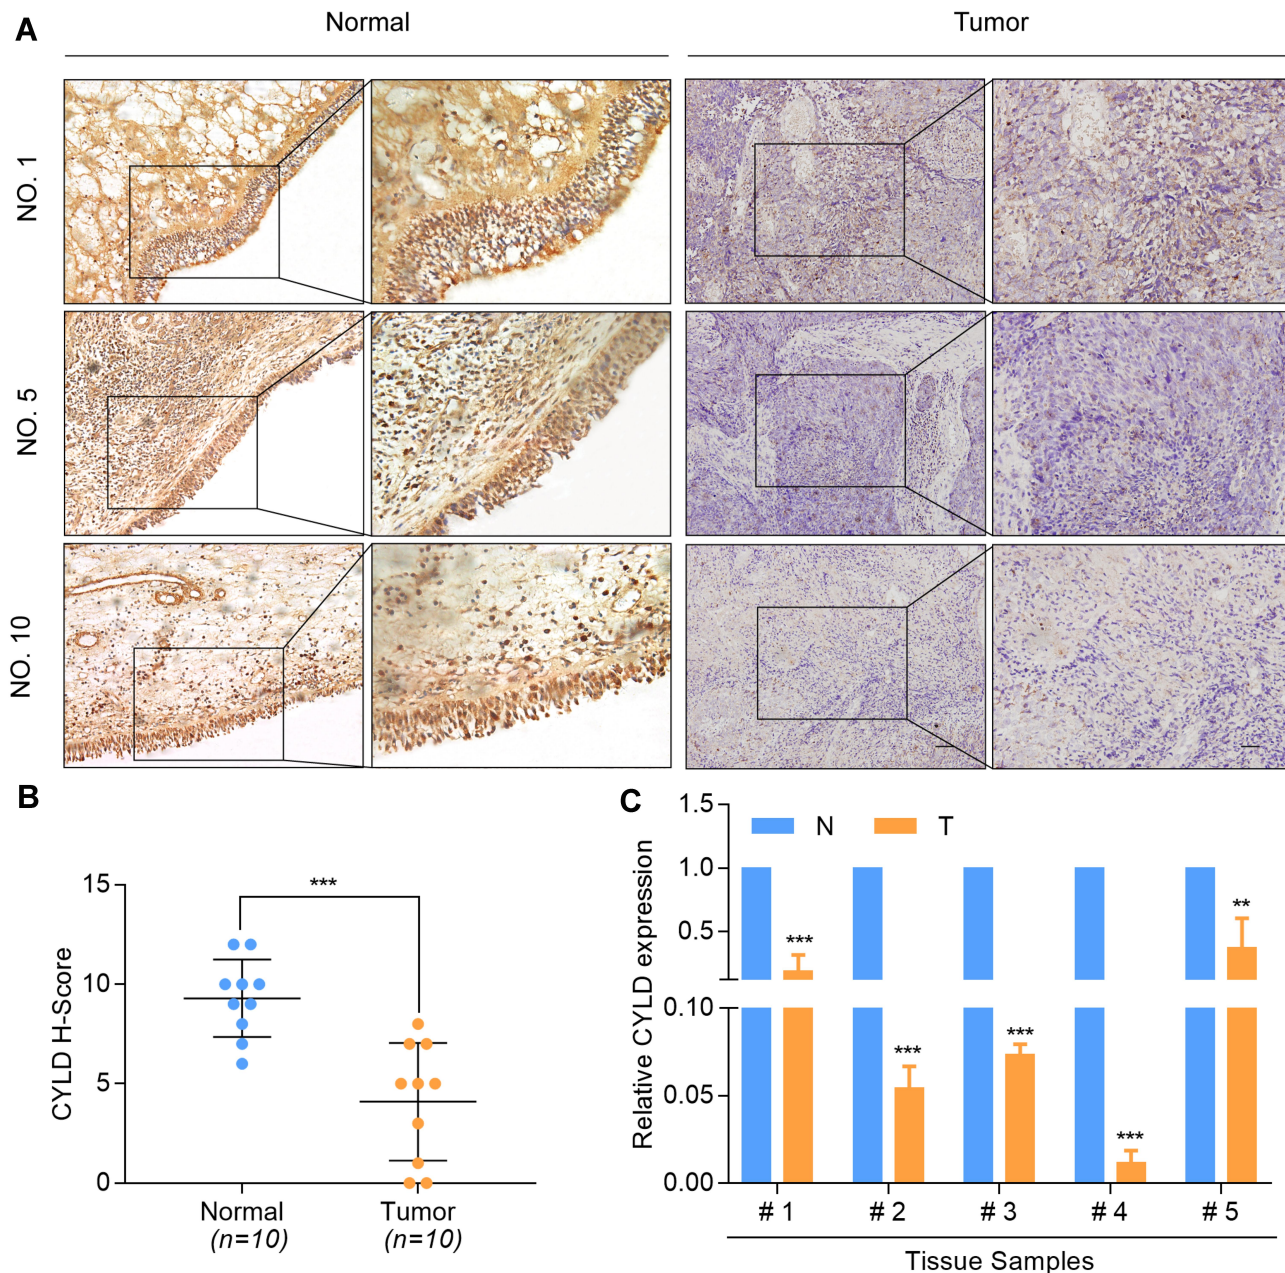 A
Normal
Tumor
NO. 1
NO. 5
NO. 10
B
CYLD H-Score
15
10
5
0
***
Normal
(n=10)
Tumor
(n=10)
C
Relative CYLD expression
1.5
1.0
0.5
0.10
0.05
0.00
N
T
***
***
***
***
**
# 1
# 2
# 3
# 4
# 5
Tissue Samples